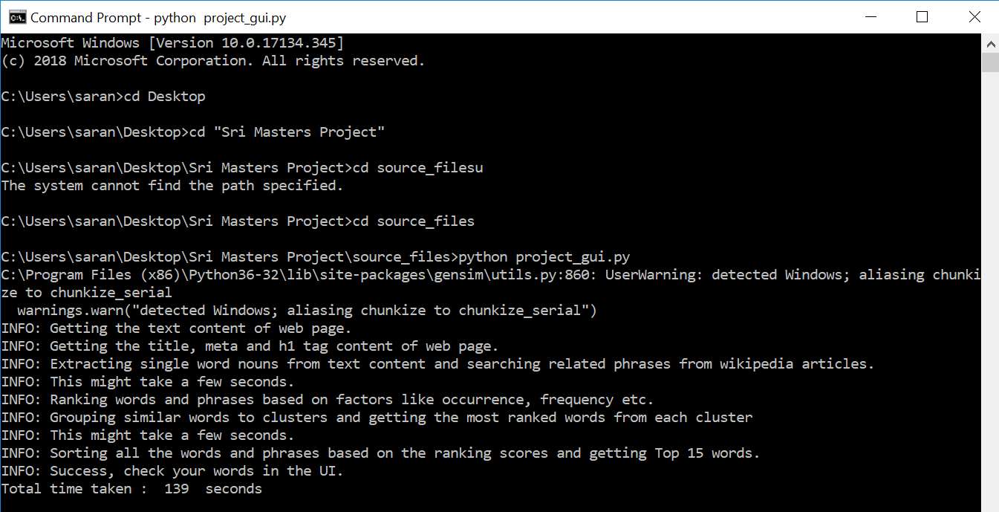 Command Prompt - python  project_gui.py
Microsoft Windows [Version 10.0.17134.345]
(c) 2018 Microsoft Corporation. All rights reserved.
C:\Users\saran>cd Desktop
C:\Users\saran\Desktop>cd "Sri Masters Project"
C:\Users\saran\Desktop\Sri Masters Project>cd source_filesu
The system cannot find the path specified.
C:\Users\saran\Desktop\Sri Masters Project>cd source_files
C:\Users\saran\Desktop\Sri Masters Project\source_files>python project_gui.py
C:\Program Files (x86)\Python36-32\lib\site-packages\gensim\utils.py:860: UserWarning: detected Windows; aliasing chunki
ze to chunkize_serial
  warnings.warn("detected Windows; aliasing chunkize to chunkize_serial")
INFO: Getting the text content of web page.
INFO: Getting the title, meta and h1 tag content of web page.
INFO: Extracting single word nouns from text content and searching related phrases from wikipedia articles.
INFO: This might take a few seconds.
INFO: Ranking words and phrases based on factors like occurrence, frequency etc.
INFO: Grouping similar words to clusters and getting the most ranked words from each cluster
INFO: This might take a few seconds.
INFO: Sorting all the words and phrases based on the ranking scores and getting Top 15 words.
INFO: Success, check your words in the UI.
Total time taken :  139  seconds